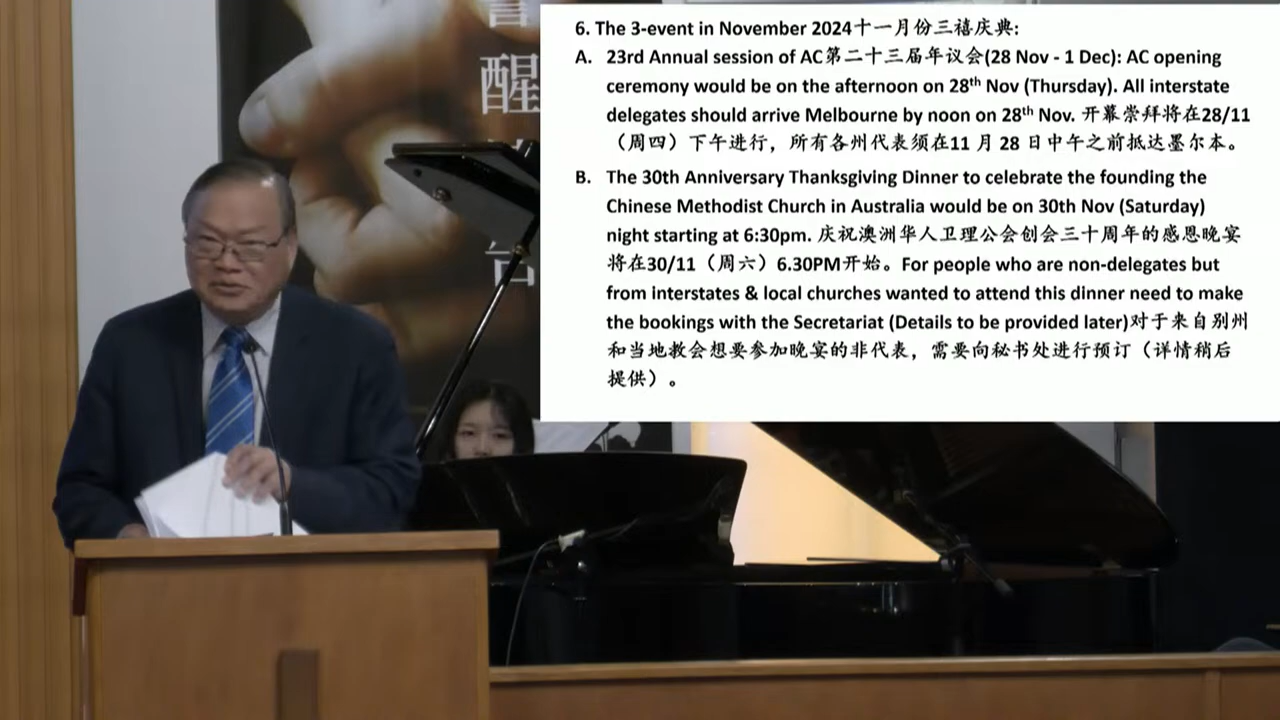 醒
6. The 3-event in November 2024十一月份三禧庆典:
A. 23rd Annual session of AC第二十三届年议会(28 Nov - 1 Dec): AC opening
ceremony would be on the afternoon on 28th Nov (Thursday). All interstate
delegates should arrive Melbourne by noon on 28th Nov. 开幕崇拜将在28/11
（周四）下午进行，所有各州代表须在11 月 28 日中午之前抵达墨尔本。
B. The 30th Anniversary Thanksgiving Dinner to celebrate the founding the
Chinese Methodist Church in Australia would be on 30th Nov (Saturday)
night starting at 6:30pm. 庆祝澳洲华人卫理公会创会三十周年的感恩晚宴
将在30/11（周六）6.30PM开始。For people who are non-delegates but
from interstates & local churches wanted to attend this dinner need to make
the bookings with the Secretariat (Details to be provided later)对于来自别州
和当地教会想要参加晚宴的非代表，需要向秘书处进行预订（详情稍后
提供）。